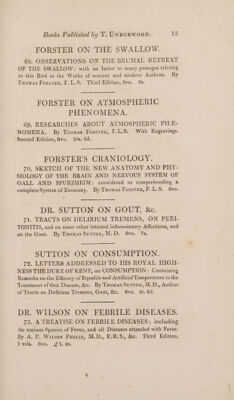 Books Published by T. UNDERWOOD. 13
FORSTER ON THE SWALLOW.
68. OBSERVATIONS ON THE BRUMAL RETREAT
OF THE SWALLOW; with an Index to many passages relating
to this Bird in the Works of ancient and modern Authors. By
THOMAS FORSTER, F. L. S. Third Edition, 8vo. 2s.
FORSTER ON ATMOSPHERIC
PHENOMENA.
69. RESEARCHES ABOUT ATMOSPHERIC PHÆ-
NOMENA. By THOMAS FORSTER, F.L.S. With Engravings.
Second Edition, 8vo. 10s. 6d.
FORSTER'S CRANIOLOGY.
70. SKETCH OF THE NEW ANATOMY AND PHY-
SIOLOGY OF THE BRAIN AND NERVOUS SYSTEM OF
GALL AND SPURZHEIM: considered as comprehending a
complete System of Zoonomy. By THOMAS FORSTER, F. L. S. 8vo.
DR. SUTTON ON GOUT, &c.
71. TRACTS ON DELIRIUM TREMENS, ON PERI-
TONITIS, and on some other internal inflammatory Affections, and
on the Gout. By THOMAS SUTTON, M. D. 8vo. 7s.
SUTTON ON CONSUMPTION.
72. LETTERS ADDRESSED TO HIS ROYAL HIGH-
NESS THE DUKE OF KENT, on CONSUMPTION: Containing
Remarks on the Efficacy of Equable and Artificial Temperature in the
Treatment of that Disease, &c. By THOMAS SUTTON, M. D., Author
of Tracts on Delirium Tremens, Gout, &c. 8vo. 2s. 6d.
DR. WILSON ON FEBRILE DISEASES.
73. A TREATISE ON FEBRILE DISEASES; including
the various Species of Fever, and all Diseases attended with Fever.
By A. P. WILSON PHILIP, M.D., F.R.S., &c. Third Edition,
2 vols. 8vo. £1. 4s.